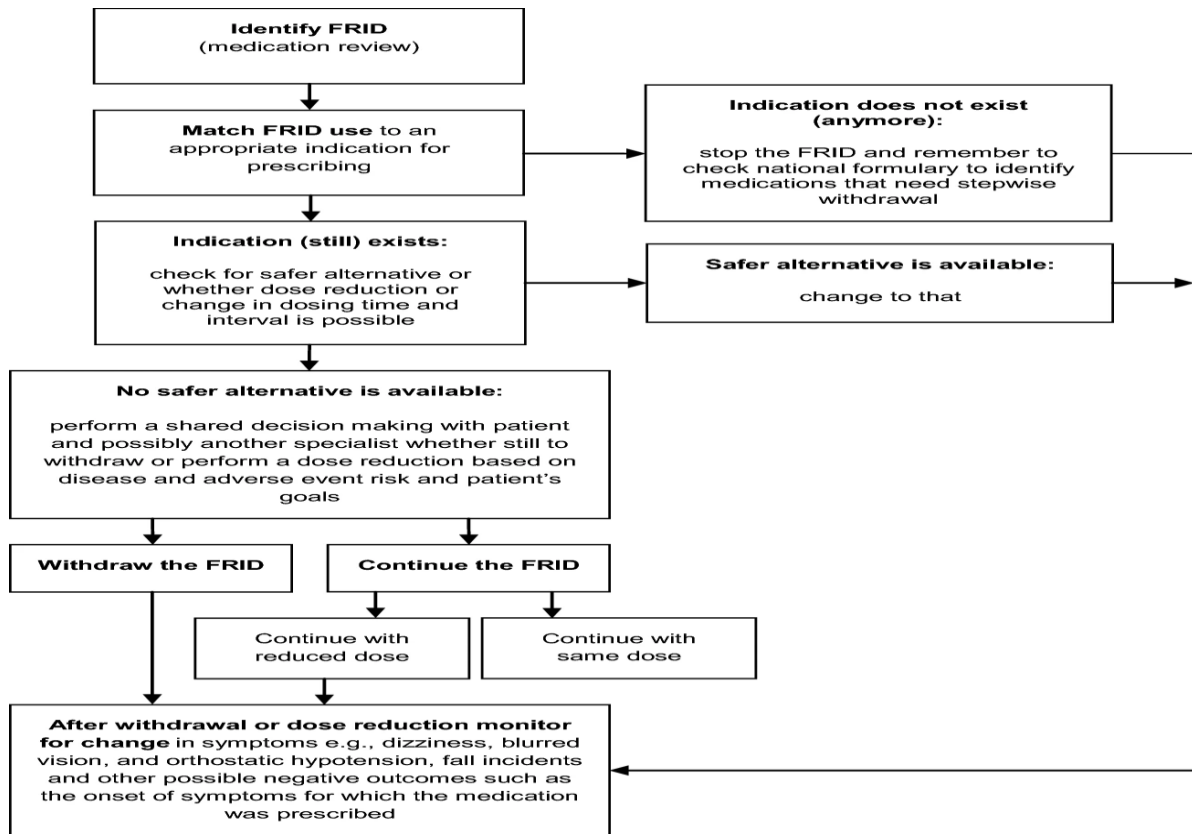 Identify FRID
(medication review)
Match FRID use to an
appropriate indication for
prescribing
Indication does not exist
(anymore):
stop the FRID and remember to
check national formulary to identify
medications that need stepwise
withdrawal
Indication (still) exists:
check for safer alternative or
whether dose reduction or
change in dosing time and
interval is possible
Safer alternative is available:
change to that
No safer alternative is available:
perform a shared decision making with patient
and possibly another specialist whether still to
withdraw or perform a dose reduction based on
disease and adverse event risk and patient's
goals
Withdraw the FRID
Continue the FRID
Continue with
reduced dose
Continue with
same dose
After withdrawal or dose reduction monitor
for change in symptoms e.g., dizziness, blurred
vision, and orthostatic hypotension, fall incidents
and other possible negative outcomes such as
the onset of symptoms for which the medication
was prescribed